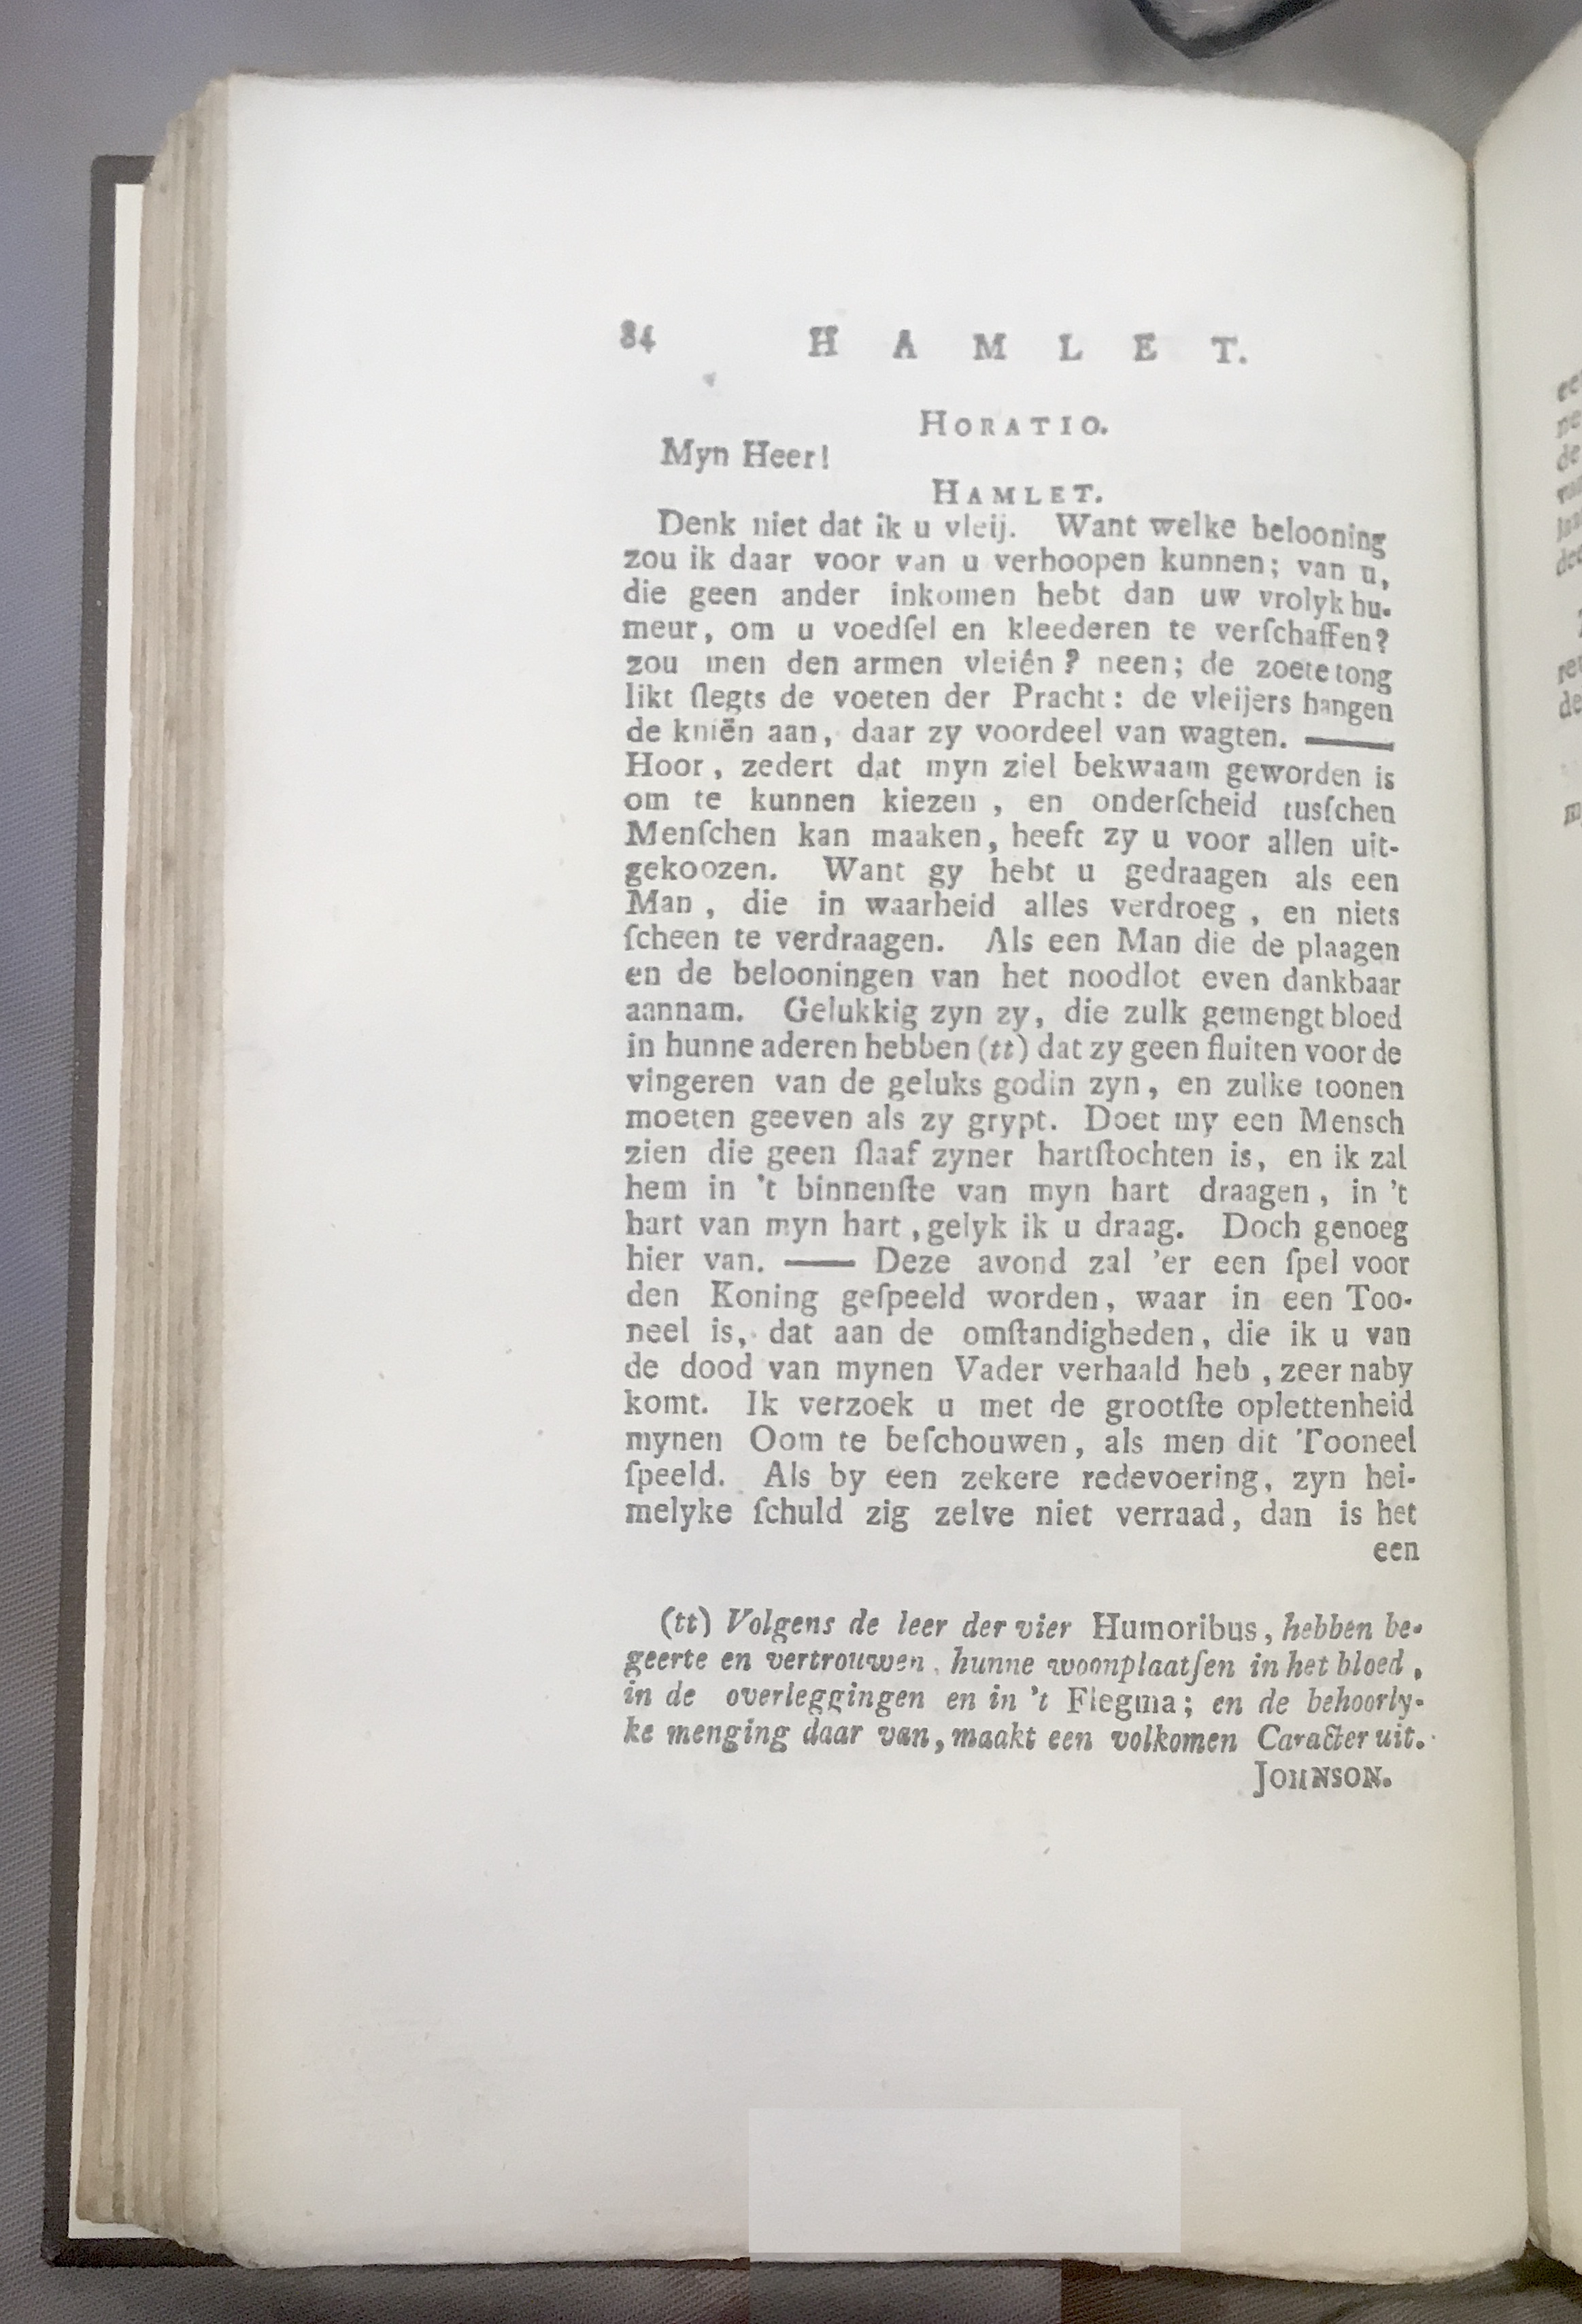 84 HAMLET.
HORATIO.
Myn Heer!
HAMLET.
Denk niet dat ik u vleij. Want welke belooning
zou ik daar voor van u verhoopen kunnen; van u,
die geen ander inkomen hebt dan uw vrolyk hu-
meur, om u voedſel en kleederen te verſchaffen?
zou men den armen vleiên? neen; de zoete tong
likt ſlegts de voeten der Pracht: de vleijers hangen
de kniën aan, daar zy voordeel van wagten. ——
Hoor, zedert dat myn ziel bekwaam geworden is
om te kunnen kiezen, en onderſcheid tusſchen
Menſchen kan maaken, heeft zy u voor allen uit-
gekoozen. Want gy hebt u gedraagen als een
Man, die in waarheid alles verdroeg, en niets
ſcheen te verdraagen. Als een Man die de plaagen
en de belooningen van het noodlot even dankbaar
aannam. Gelukkig zyn zy, die zulk gemengt bloed
in hunne aderen hebben (tt) dat zy geen fluiten voor de
vingeren van de geluks godin zyn, en zulke toonen
moeten geeven als zy grypt. Doet my een Mensch
zien die geen ſlaaf zyner hartſtochten is, en ik zal
hem in 't binnenſte van myn hart draagen, in 't
hart van myn hart, gelyk ik u draag. Doch genoeg
hier van. —— Deze avond zal 'er een ſpel voor
den Koning geſpeeld worden, waar in een Too-
neel is, dat aan de omſtandigheden, die ik u van
de dood van mynen Vader verhaald heb, zeer naby
komt. Ik verzoek u met de grootſte oplettenheid
mynen Oom te beſchouwen, als men dit Tooneel
ſpeeld. Als by een zekere redevoering, zyn hei-
melyke ſchuld zig zelve niet verraad, dan is het
een
(tt) Volgens de leer der vier Humoribus, hebben be-
geerte en vertrouwen, hunne woonplaatſen in het bloed,
in de overleggingen en in 't Flegma; en de behoorly-
ke menging daar van, maakt een volkomen Caracter uit.
JOHNSON.